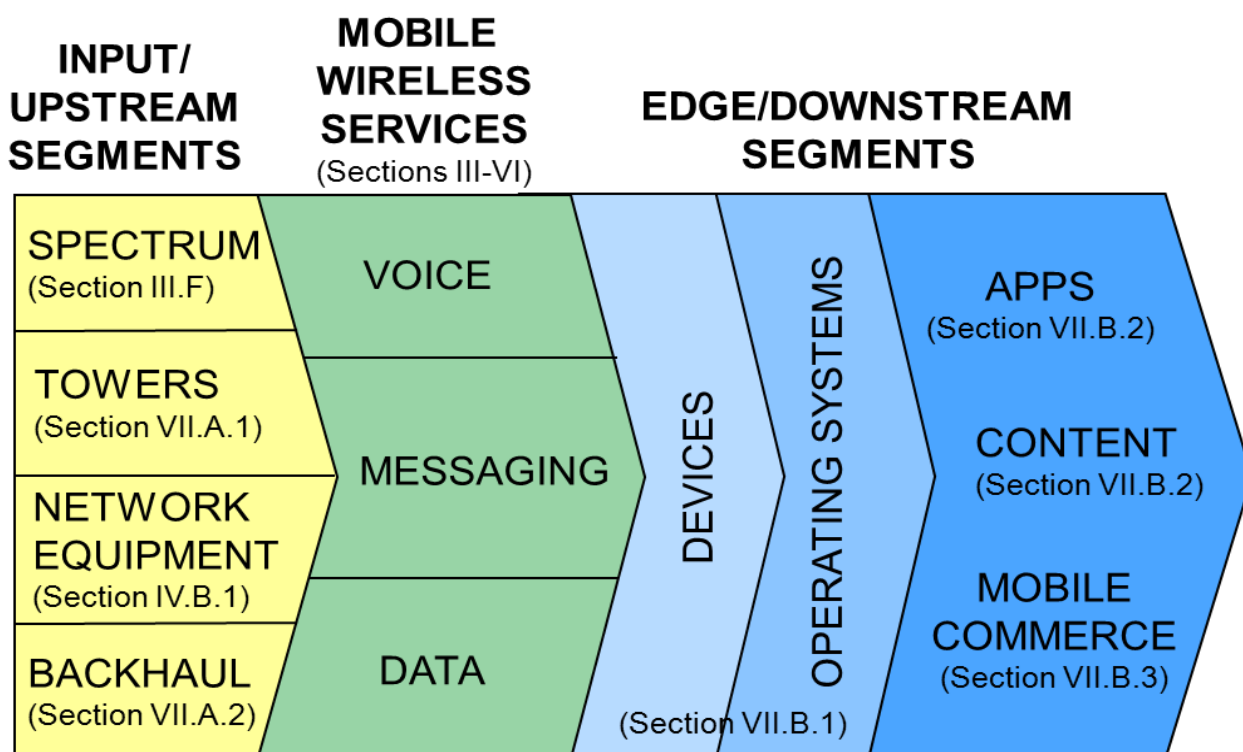 INPUT/
UPSTREAM
SEGMENTS
MOBILE
WIRELESS
SERVICES
(Sections III-VI)
EDGE/DOWNSTREAM
SEGMENTS
SPECTRUM
(Section III.F)
TOWERS
(Section VII.A.1)
NETWORK
EQUIPMENT
(Section IV.B.1)
BACKHAUL
(Section VII.A.2)
VOICE
MESSAGING
DATA
DEVICES
OPERATING SYSTEMS
(Section VII.B.1)
APPS
(Section VII.B.2)
CONTENT
(Section VII.B.2)
MOBILE
COMMERCE
(Section VII.B.3)